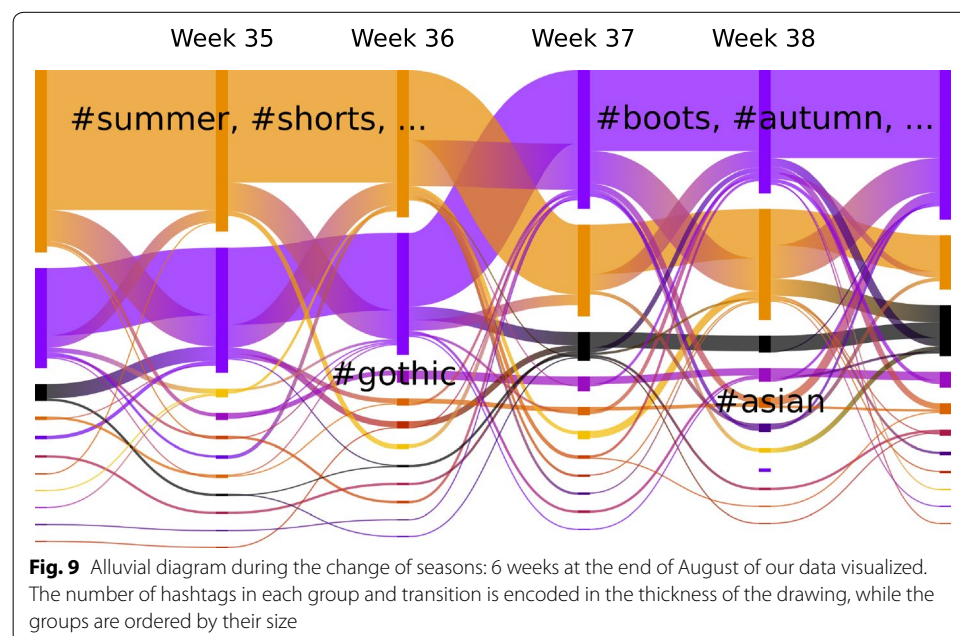 Week 35 Week 36 Week 37 Week 38
#summer, #shorts, ... #boots, #autumn, ...
#gothic
#asian
Fig. 9 Alluvial diagram during the change of seasons: 6 weeks at the end of August of our data visualized.
The number of hashtags in each group and transition is encoded in the thickness of the drawing, while the
groups are ordered by their size